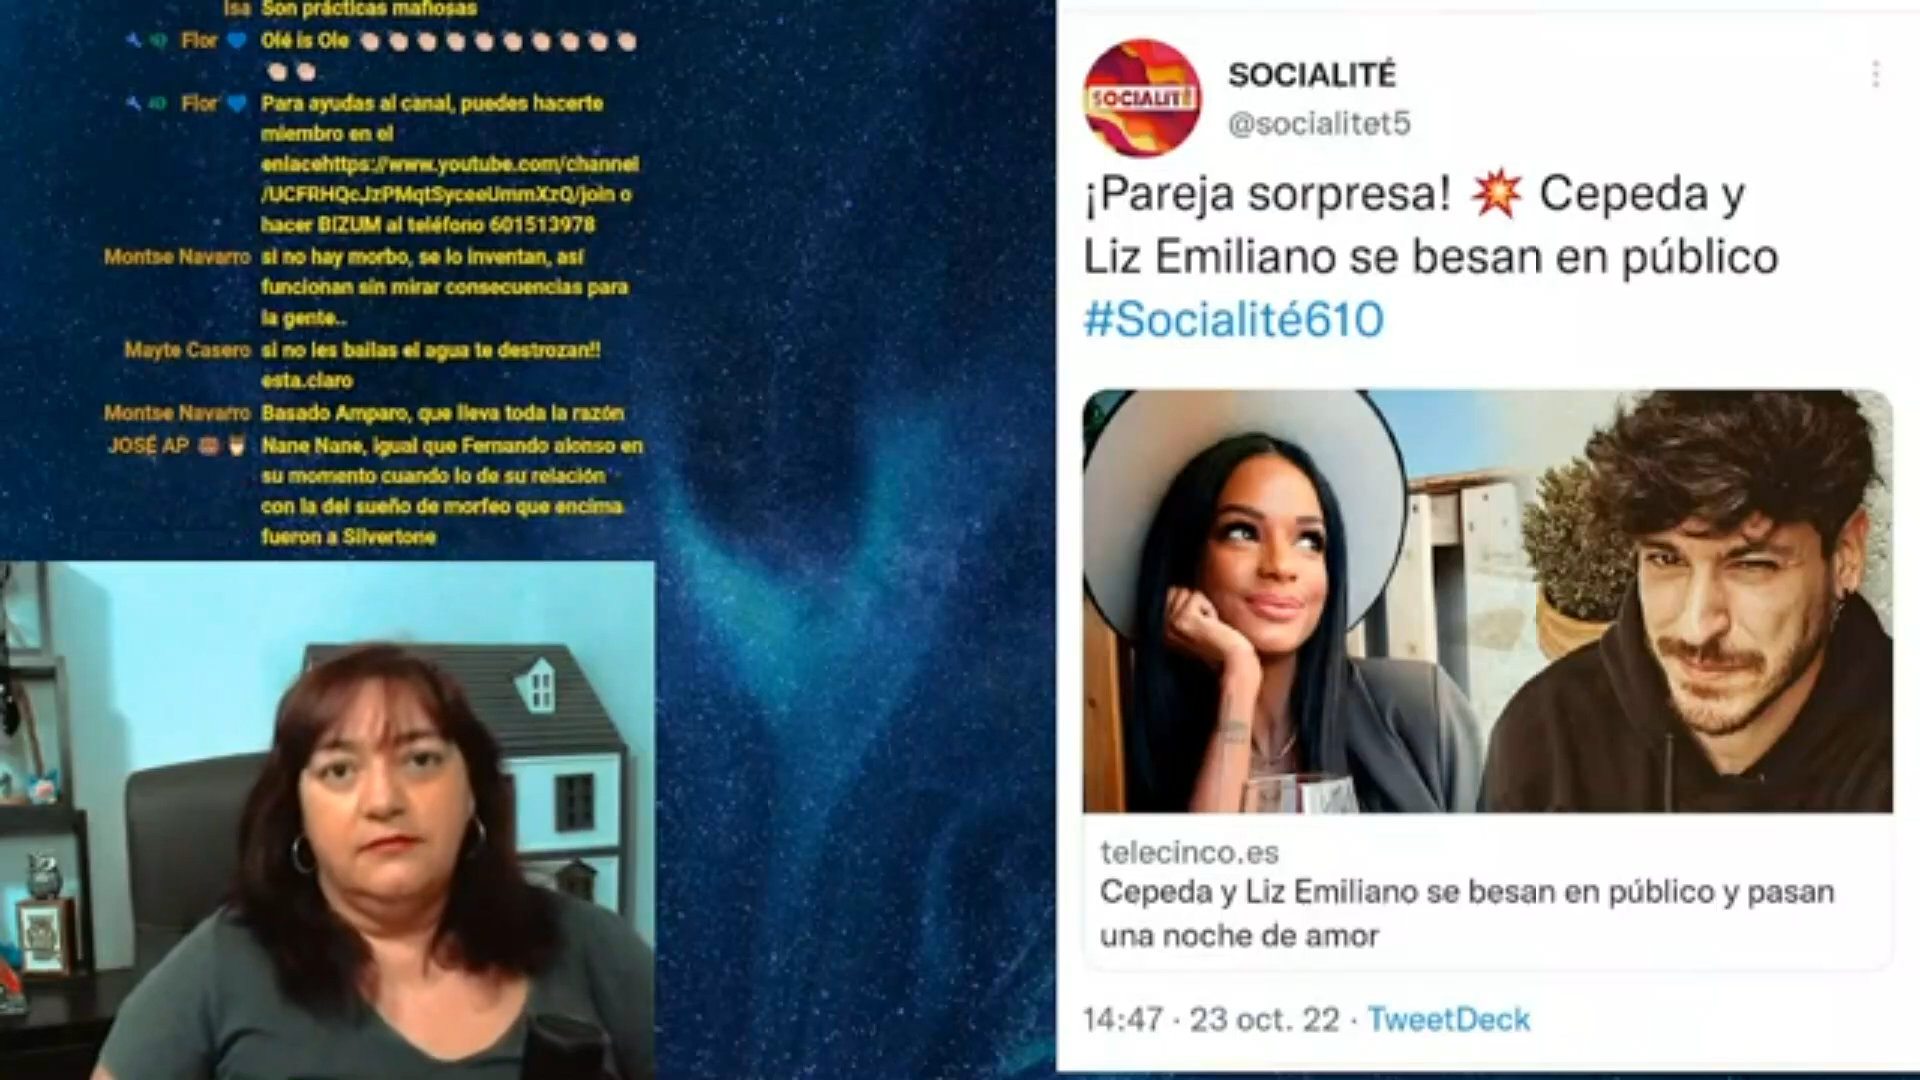 Isa Son prácticas mafiosas
Flor Olé is Ole
Flor Para ayudas al canal, puedes hacerte
miembro en el
enlacehttps://www.youtube.com/channel
/UCFRHQcJzPMqtSyceeUmmXzQ/join o
hacer BIZUM al teléfono 601513978
Montse Navarro si no hay morbo, se lo inventan, así
funcionan sin mirar consecuencias para
la gente..
Mayte Casero si no les bailas el agua te destrozan!!
esta.claro
Montse Navarro Basado Amparo, que lleva toda la razón
JOSÉ AP Nane Nane, igual que Fernando alonso en
su momento cuando lo de su relación
con la del sueño de morfeo que encima
fueron a Silvertone
SOCIALITÉ
SOCIALITÉ
@socialitet5
¡Pareja sorpresa! 💥 Cepeda y
Liz Emiliano se besan en público
#Socialité610
telecinco.es
Cepeda y Liz Emiliano se besan en público y pasan
una noche de amor
14:47 · 23 oct. 22 · TweetDeck